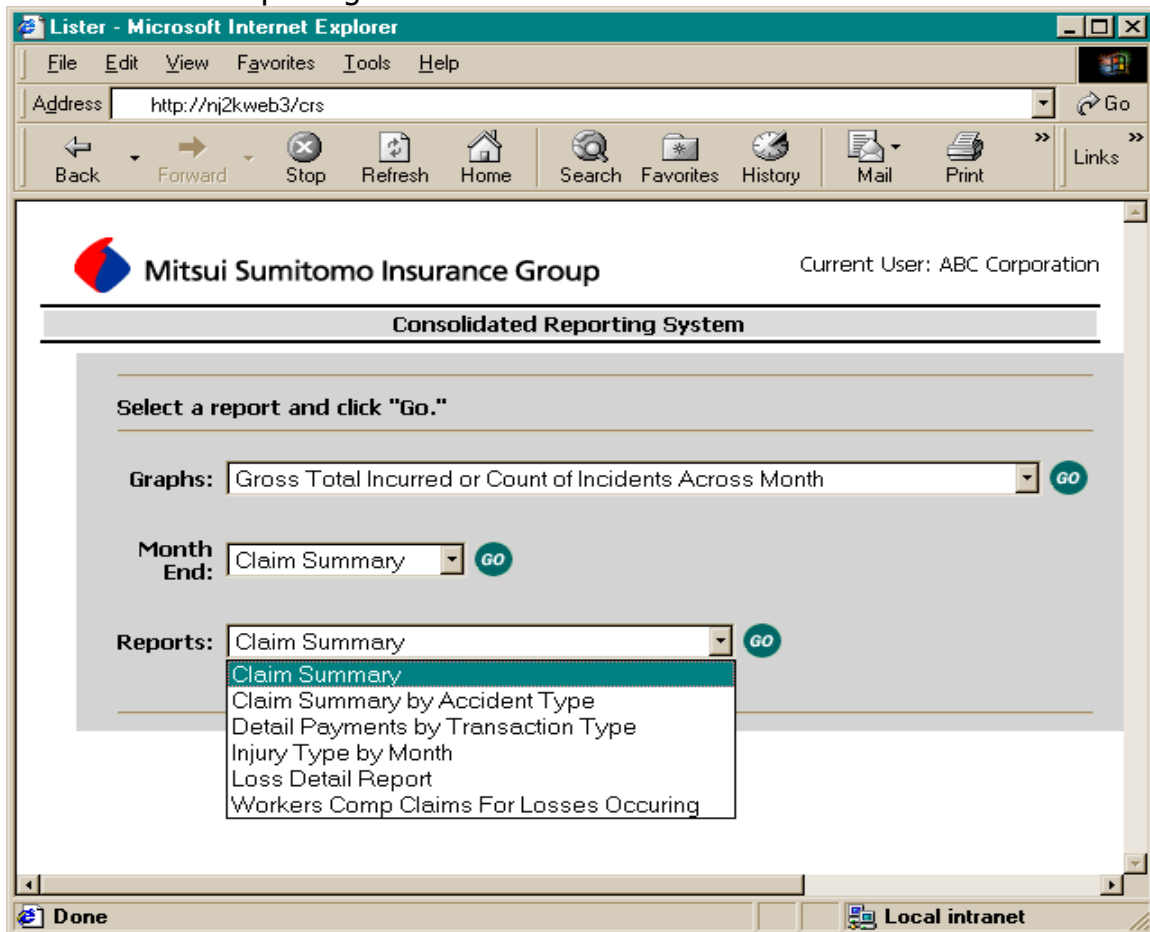 Lister - Microsoft Internet Explorer
File Edit View Favorites Tools Help
Address http://nj2kweb3/crs Go
Back Forward Stop Refresh Home Search Favorites History Mail Print » Links »
Mitsui Sumitomo Insurance Group
Current User: ABC Corporation
Consolidated Reporting System
Select a report and click "Go."
Graphs: Gross Total Incurred or Count of Incidents Across Month GO
Month End: Claim Summary GO
Reports: Claim Summary GO
Claim Summary
Claim Summary by Accident Type
Detail Payments by Transaction Type
Injury Type by Month
Loss Detail Report
Workers Comp Claims For Losses Occuring
Done Local intranet